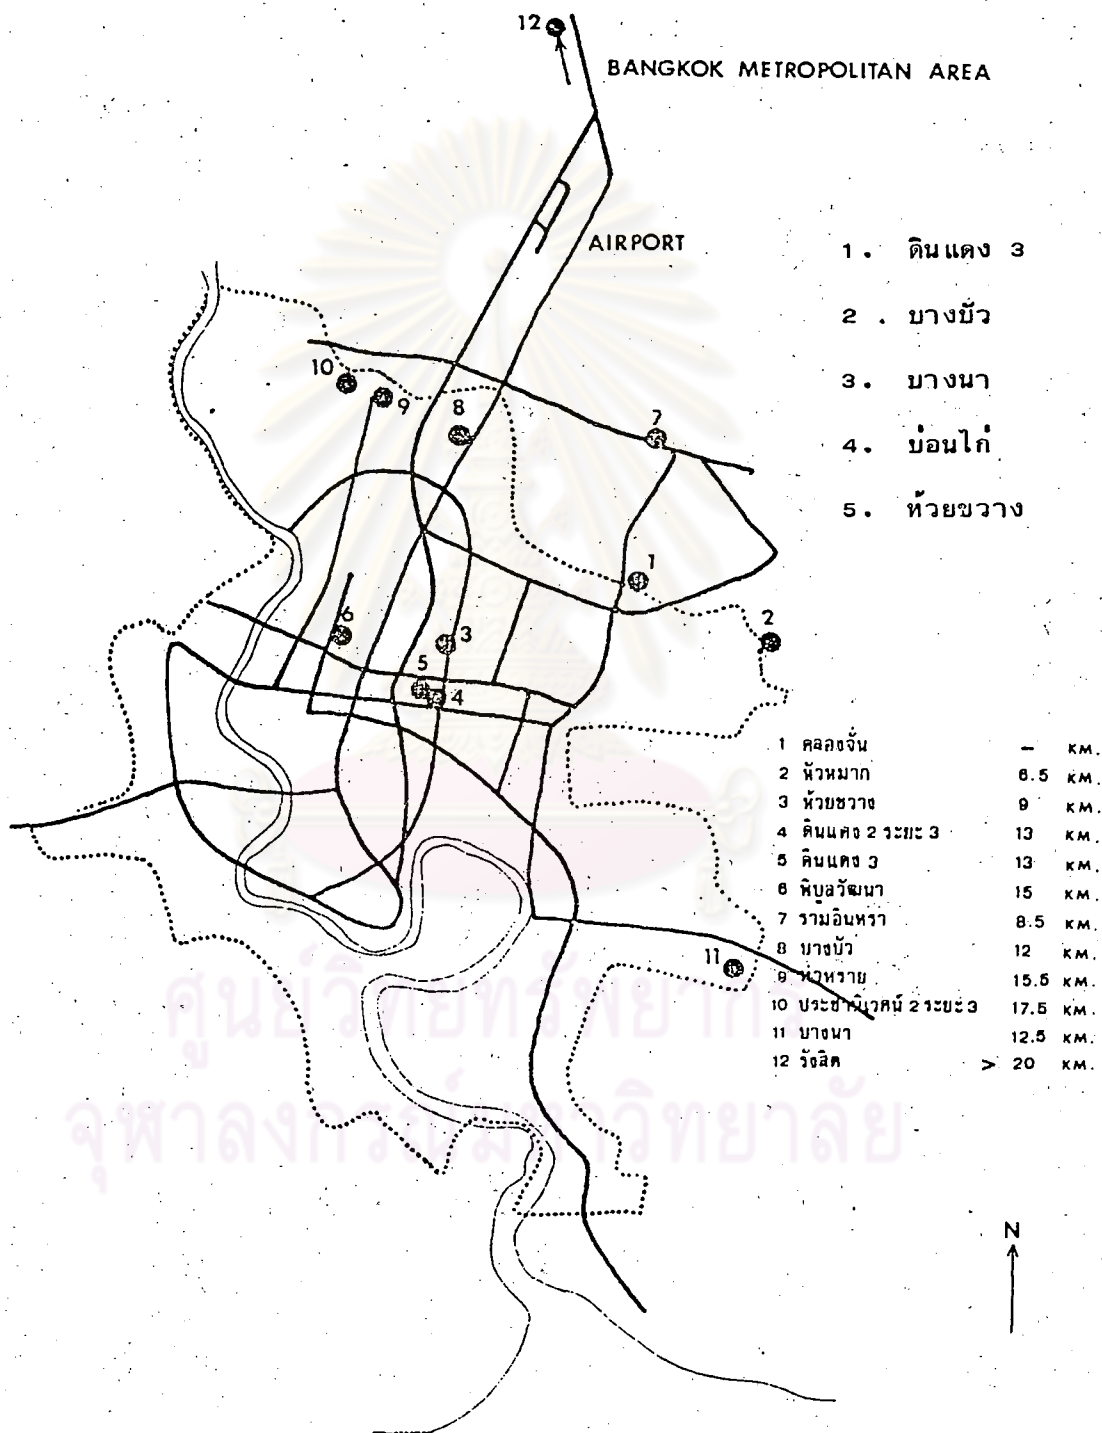 12
BANGKOK METROPOLITAN AREA
AIRPORT
1. ดินแดง 3
2. บางบัว
3. บางนา
4. บ่อนไก่
5. ห้วยขวาง
10
9
8
7
1
6
3
2
5
4
11
1 คลองจั่น – KM.
2 หัวหมาก 6.5 KM.
3 ห้วยขวาง 9 KM.
4 ดินแดง 2 ระยะ 3 13 KM.
5 ดินแดง 3 13 KM.
6 พิบูลวัฒนา 15 KM.
7 รามอินทรา 8.5 KM.
8 บางบัว 12 KM.
9 ท่าทราย 15.5 KM.
10 ประชานิเวศน์ 2 ระยะ 3 17.5 KM.
11 บางนา 12.5 KM.
12 รังสิต > 20 KM.
ศูนย์วิทยทรัพยากร
จุฬาลงกรณ์มหาวิทยาลัย
N